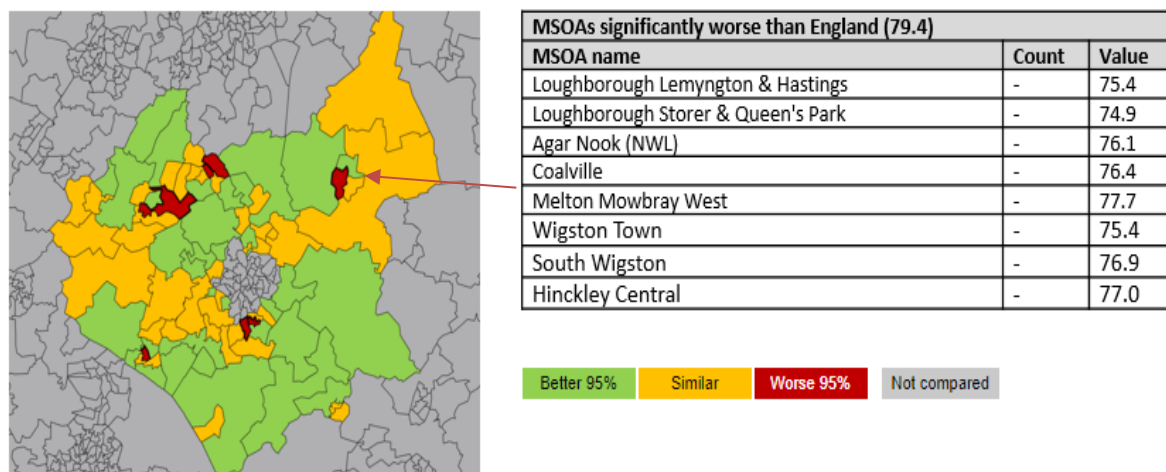 MSOAs significantly worse than England (79.4)
MSOA name Count Value
Loughborough Lemyngton & Hastings - 75.4
Loughborough Storer & Queen's Park - 74.9
Agar Nook (NWL) - 76.1
Coalville - 76.4
Melton Mowbray West - 77.7
Wigston Town - 75.4
South Wigston - 76.9
Hinckley Central - 77.0
Better 95% Similar Worse 95% Not compared